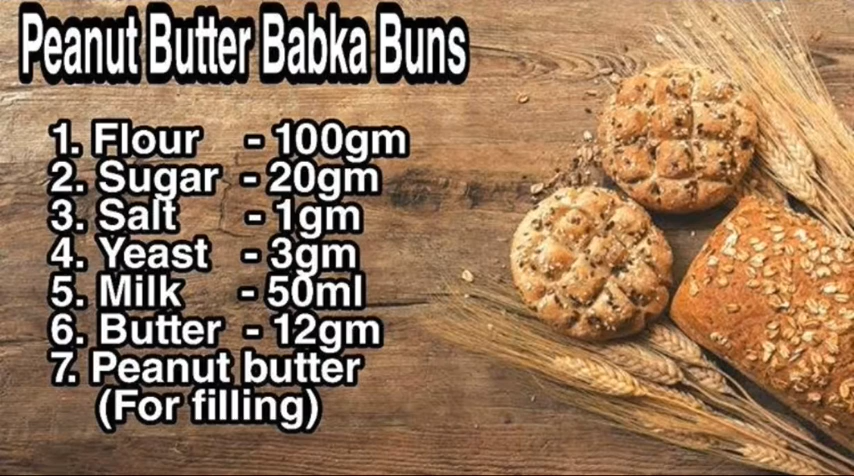 Peanut Butter Babka Buns
1. Flour - 100gm
2. Sugar - 20gm
3. Salt - 1gm
4. Yeast - 3gm
5. Milk - 50ml
6. Butter - 12gm
7. Peanut butter
(For filling)